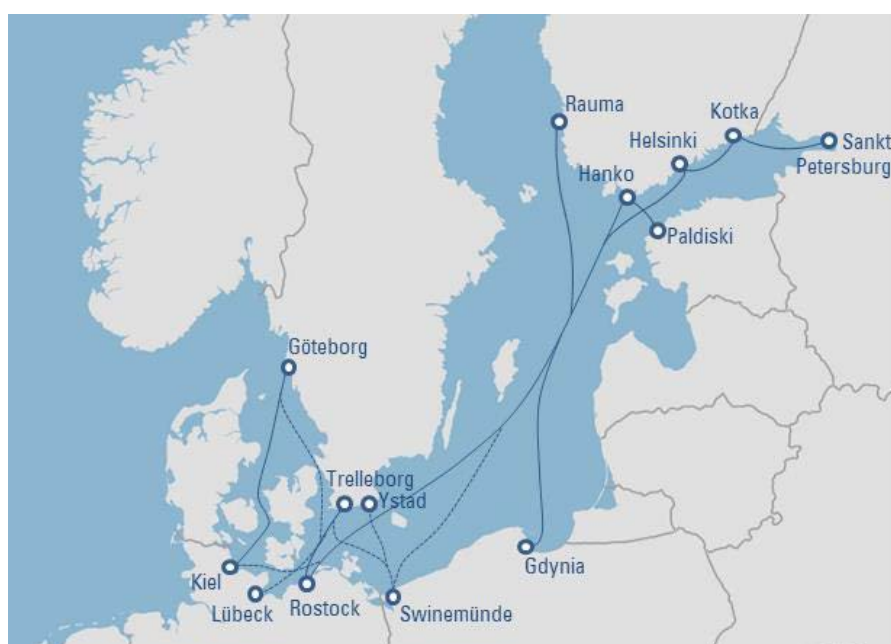 Rauma
Kotka
Helsinki
Sankt
Petersburg
Hanko
Paldiski
Göteborg
Trelleborg
Ystad
Gdynia
Kiel
Lübeck
Rostock
Swinemünde